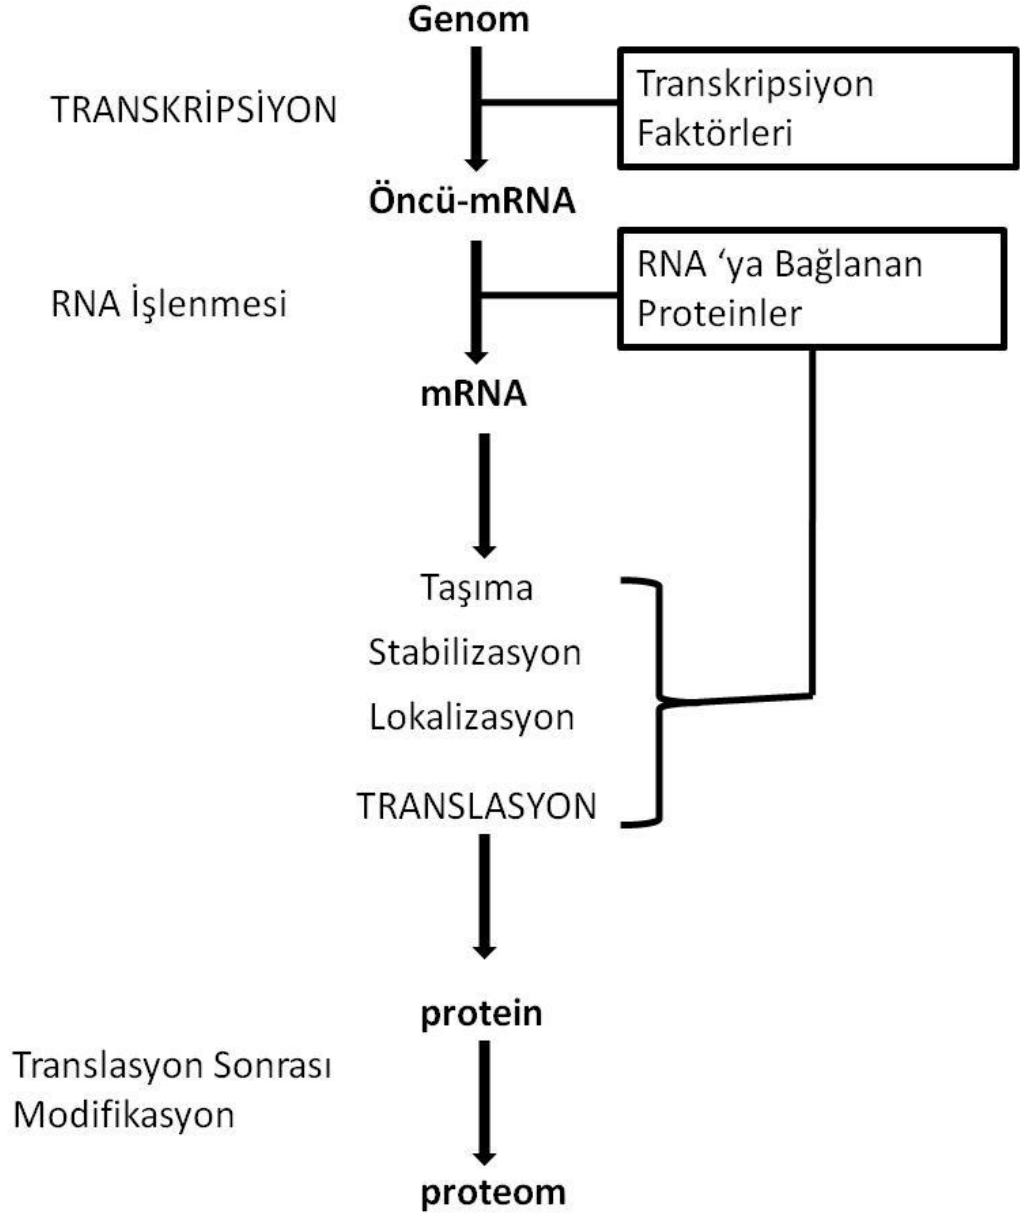 Genom
TRANSKRİPSİYON
Transkripsiyon
Faktörleri
Öncü-mRNA
RNA İşlenmesi
RNA ‘ya Bağlanan
Proteinler
mRNA
Taşıma
Stabilizasyon
Lokalizasyon
TRANSLASYON
protein
Translasyon Sonrası
Modifikasyon
proteom